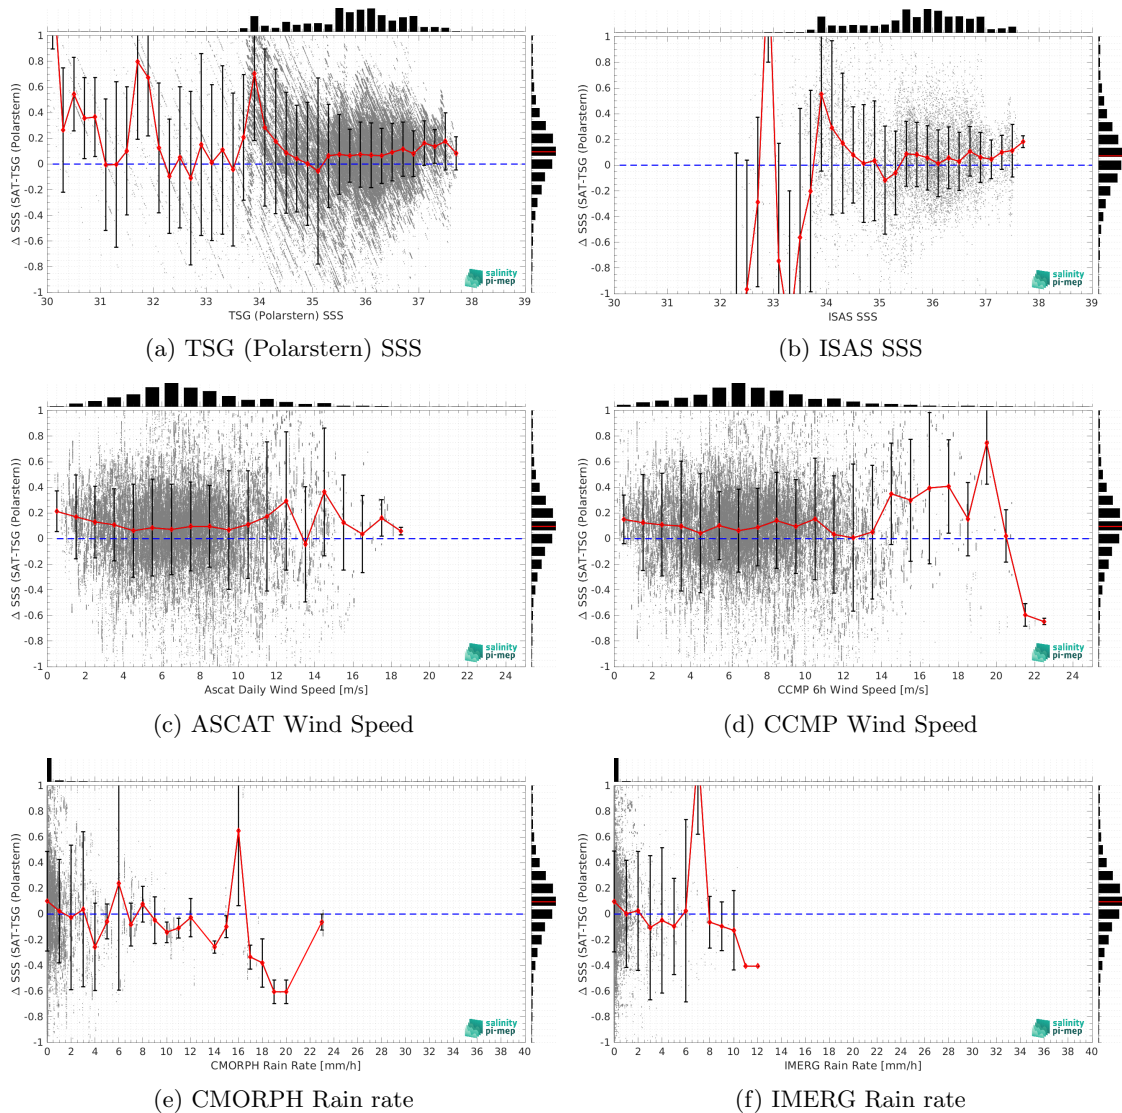 1
0.8
0.6
0.4
0.2
0
-0.2
-0.4
-0.6
-0.8
-1
Δ SSS (SAT-TSG (Polarstern))
30 31 32 33 34 35 36 37 38 39
TSG (Polarstern) SSS
salinity
pi-mep
(a) TSG (Polarstern) SSS
1
0.8
0.6
0.4
0.2
0
-0.2
-0.4
-0.6
-0.8
-1
Δ SSS (SAT-TSG (Polarstern))
30 31 32 33 34 35 36 37 38 39
ISAS SSS
salinity
pi-mep
(b) ISAS SSS
1
0.8
0.6
0.4
0.2
0
-0.2
-0.4
-0.6
-0.8
-1
Δ SSS (SAT-TSG (Polarstern))
0 2 4 6 8 10 12 14 16 18 20 22 24
Ascat Daily Wind Speed [m/s]
salinity
pi-mep
(c) ASCAT Wind Speed
1
0.8
0.6
0.4
0.2
0
-0.2
-0.4
-0.6
-0.8
-1
Δ SSS (SAT-TSG (Polarstern))
0 2 4 6 8 10 12 14 16 18 20 22 24
CCMP 6h Wind Speed [m/s]
salinity
pi-mep
(d) CCMP Wind Speed
1
0.8
0.6
0.4
0.2
0
-0.2
-0.4
-0.6
-0.8
-1
Δ SSS (SAT-TSG (Polarstern))
0 2 4 6 8 10 12 14 16 18 20 22 24 26 28 30 32 34 36 38 40
CMORPH Rain Rate [mm/h]
salinity
pi-mep
(e) CMORPH Rain rate
1
0.8
0.6
0.4
0.2
0
-0.2
-0.4
-0.6
-0.8
-1
Δ SSS (SAT-TSG (Polarstern))
0 2 4 6 8 10 12 14 16 18 20 22 24 26 28 30 32 34 36 38 40
IMERG Rain Rate [mm/h]
salinity
pi-mep
(f) IMERG Rain rate